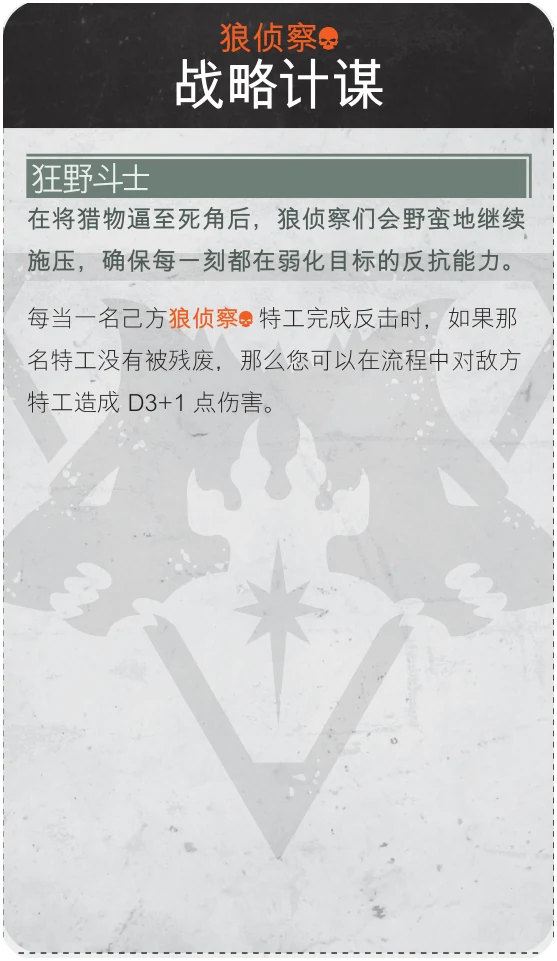 狼侦察
战略计谋
狂野斗士
在将猎物逼至死角后，狼侦察们会野蛮地继续
施压，确保每一刻都在弱化目标的反抗能力。
每当一名己方狼侦察 特工完成反击时，如果那
名特工没有被残废，那么您可以在流程中对敌方
特工造成 D3+1 点伤害。